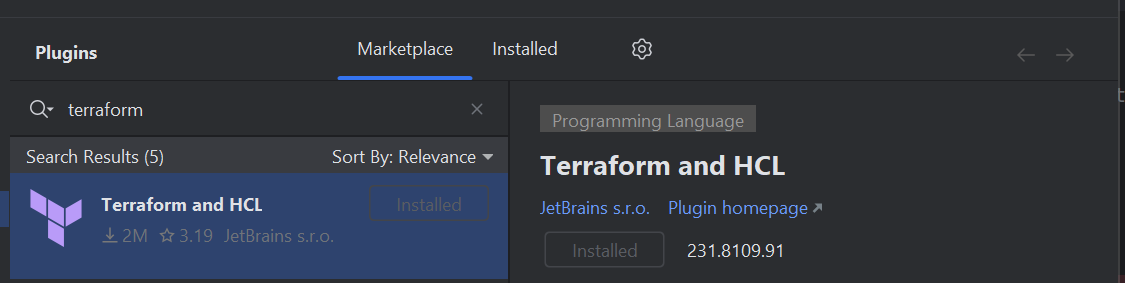 Plugins
Marketplace
Installed
terraform
Search Results (5)
Sort By: Relevance
Terraform and HCL
Installed
2M
3.19
JetBrains s.r.o.
Programming Language
Terraform and HCL
JetBrains s.r.o.
Plugin homepage
Installed
231.8109.91